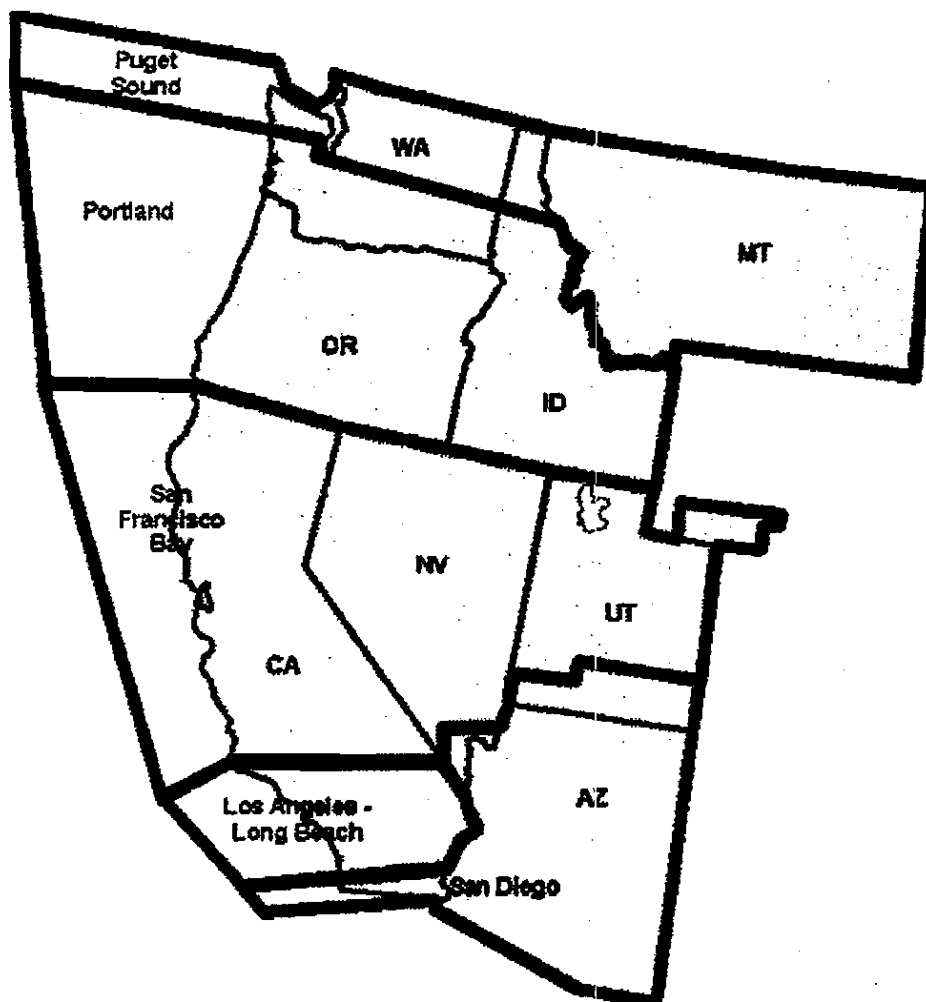 Puget
Sound
WA
Portland
MT
OR
ID
San
Francisco
Bay
NV
UT
CA
Los Angeles -
Long Beach
AZ
San Diego